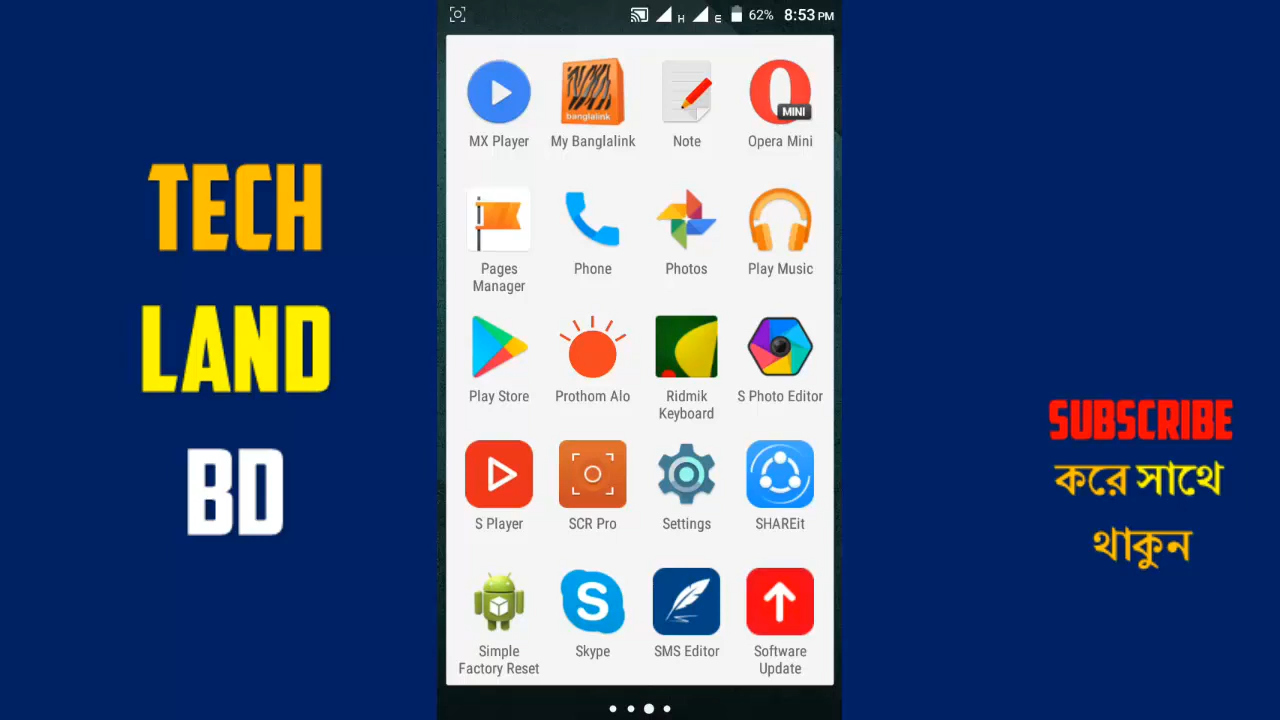 62% 8:53 PM
H E
TECH
LAND
BD
MINI
banglalink
MX Player
My Banglalink
Note
Opera Mini
Pages
Manager
Phone
Photos
Play Music
Play Store
Prothom Alo
Ridmik
Keyboard
S Photo Editor
S Player
SCR Pro
Settings
SHAREit
Simple
Factory Reset
Skype
SMS Editor
Software
Update
SUBSCRIBE
করে সাথে
থাকুন